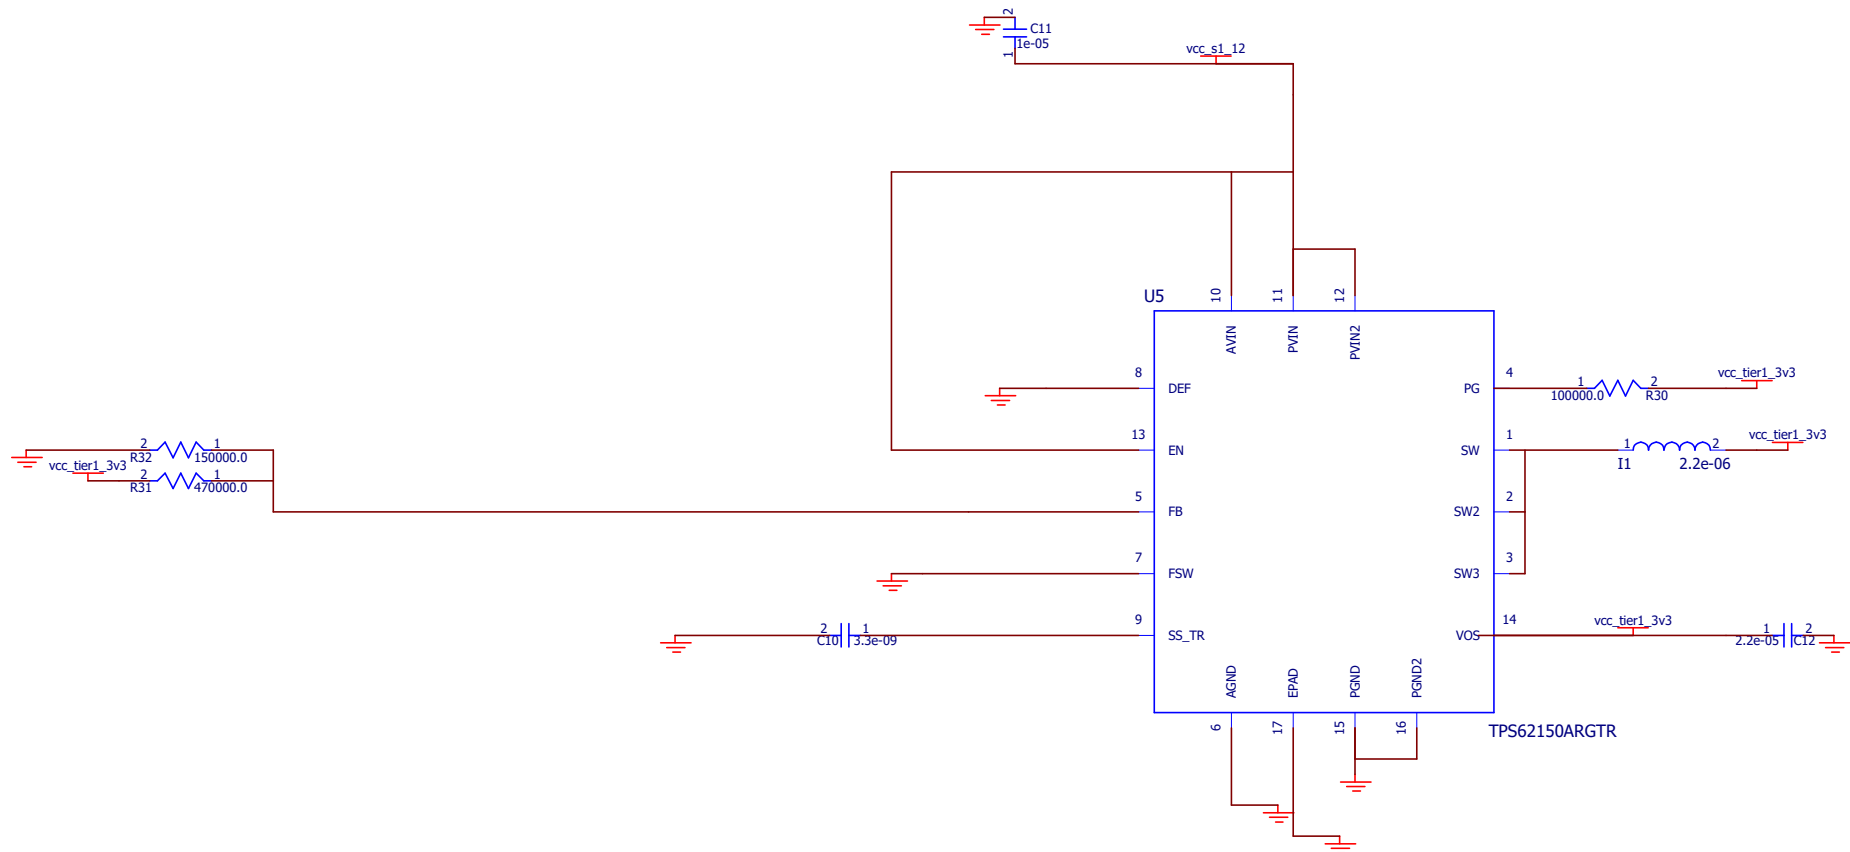 2
C11
1e-05
1
vcc_s1_12
U5
10
11
12
AVIN
PVIN
PVIN2
8
DEF
4
PG
1
100000.0
2
R30
vcc_tier1_3v3
13
EN
1
SW
1
I1
2
2.2e-06
vcc_tier1_3v3
2
R32
1
150000.0
vcc_tier1_3v3
2
R31
1
470000.0
5
FB
2
SW2
7
FSW
3
SW3
9
SS_TR
2
C10
1
3.3e-09
14
VOS
vcc_tier1_3v3
1
2.2e-05
2
C12
AGND
EPAD
PGND
PGND2
6
17
15
16
TPS62150ARGTR